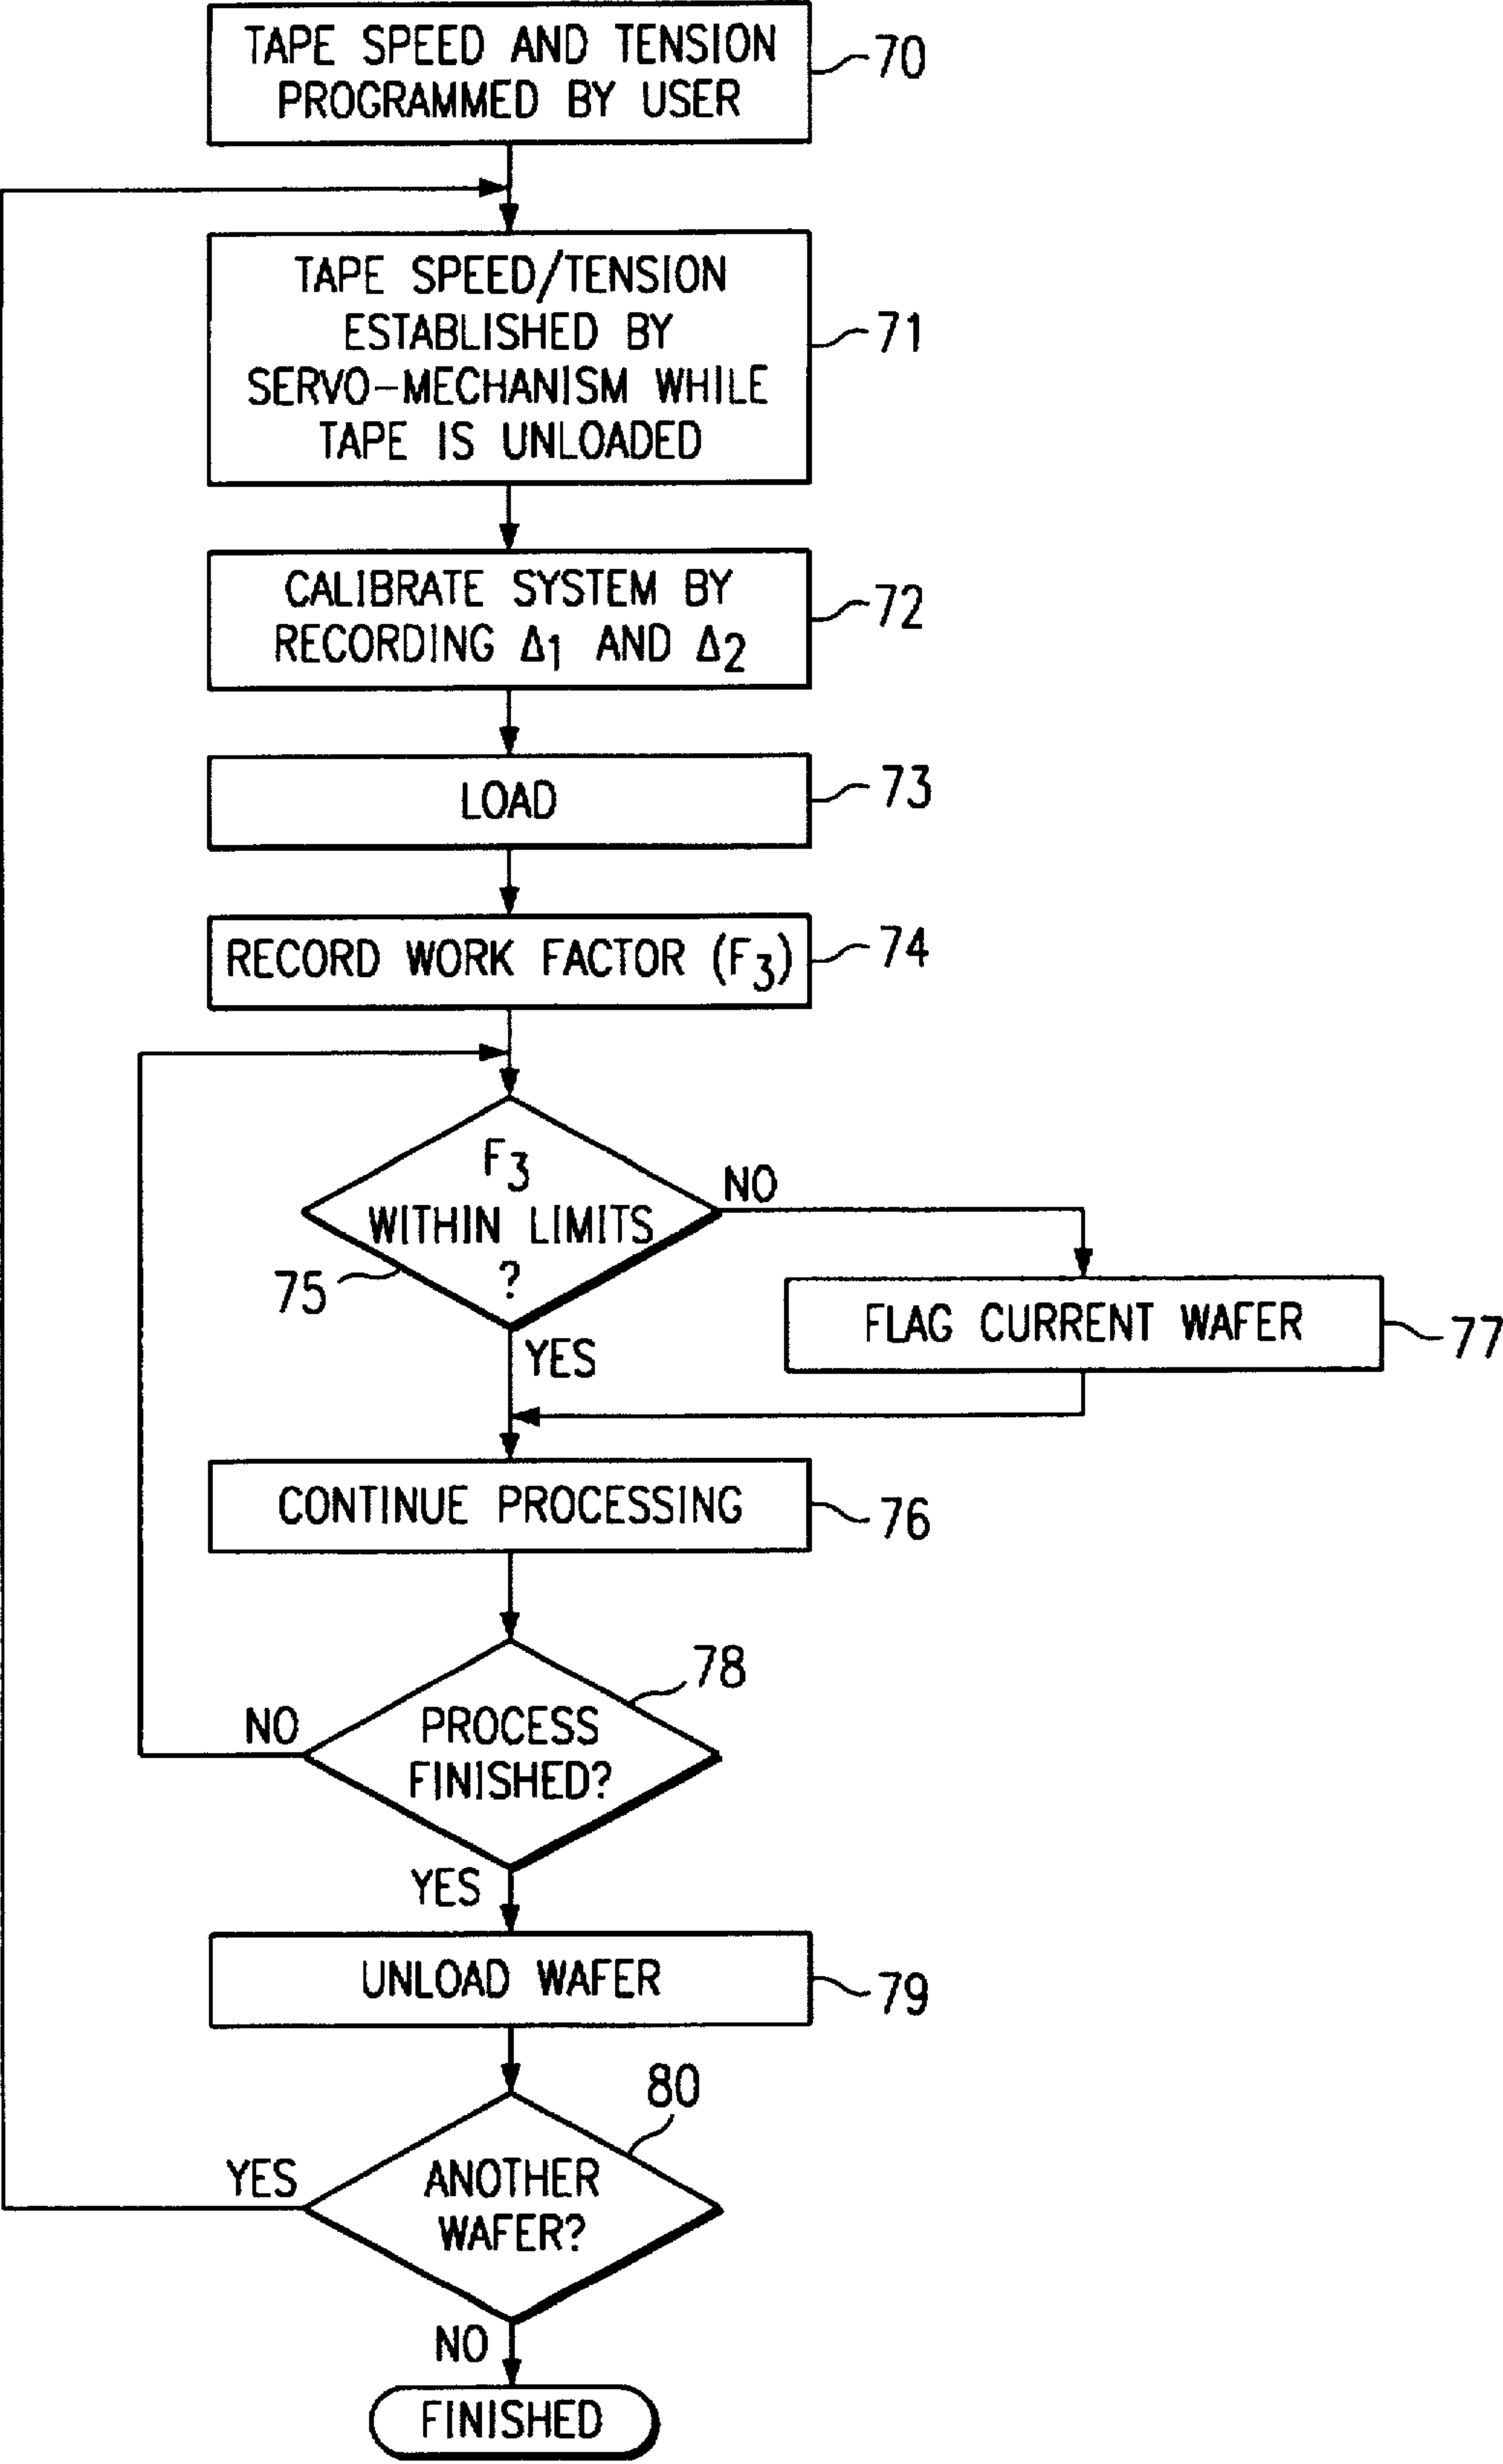 TAPE SPEED AND TENSION
PROGRAMMED BY USER
70
TAPE SPEED/TENSION
ESTABLISHED BY
SERVO-MECHANISM WHILE
TAPE IS UNLOADED
71
CALIBRATE SYSTEM BY
RECORDING Δ1 AND Δ2
72
LOAD
73
RECORD WORK FACTOR (F3)
74
F3
WITHIN LIMITS
?
75
NO
YES
FLAG CURRENT WAFER
77
CONTINUE PROCESSING
76
78
PROCESS
FINISHED?
NO
YES
UNLOAD WAFER
79
80
ANOTHER
WAFER?
YES
NO
FINISHED